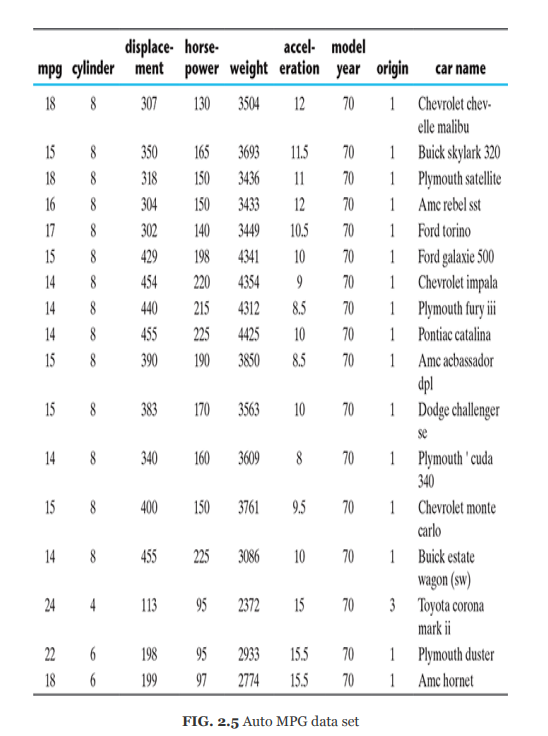 displace- horse- accel- model
mpg cylinder ment power weight eration year origin car name
18 8 307 130 3504 12 70 1 Chevrolet chev-
elle malibu
15 8 350 165 3693 11.5 70 1 Buick skylark 320
18 8 318 150 3436 11 70 1 Plymouth satellite
16 8 304 150 3433 12 70 1 Amc rebel sst
17 8 302 140 3449 10.5 70 1 Ford torino
15 8 429 198 4341 10 70 1 Ford galaxie 500
14 8 454 220 4354 9 70 1 Chevrolet impala
14 8 440 215 4312 8.5 70 1 Plymouth fury iii
14 8 455 225 4425 10 70 1 Pontiac catalina
15 8 390 190 3850 8.5 70 1 Amc acbassador
dpl
15 8 383 170 3563 10 70 1 Dodge challenger
se
14 8 340 160 3609 8 70 1 Plymouth ' cuda
340
15 8 400 150 3761 9.5 70 1 Chevrolet monte
carlo
14 8 455 225 3086 10 70 1 Buick estate
wagon (sw)
24 4 113 95 2372 15 70 3 Toyota corona
mark ii
22 6 198 95 2933 15.5 70 1 Plymouth duster
18 6 199 97 2774 15.5 70 1 Amc hornet
FIG. 2.5 Auto MPG data set